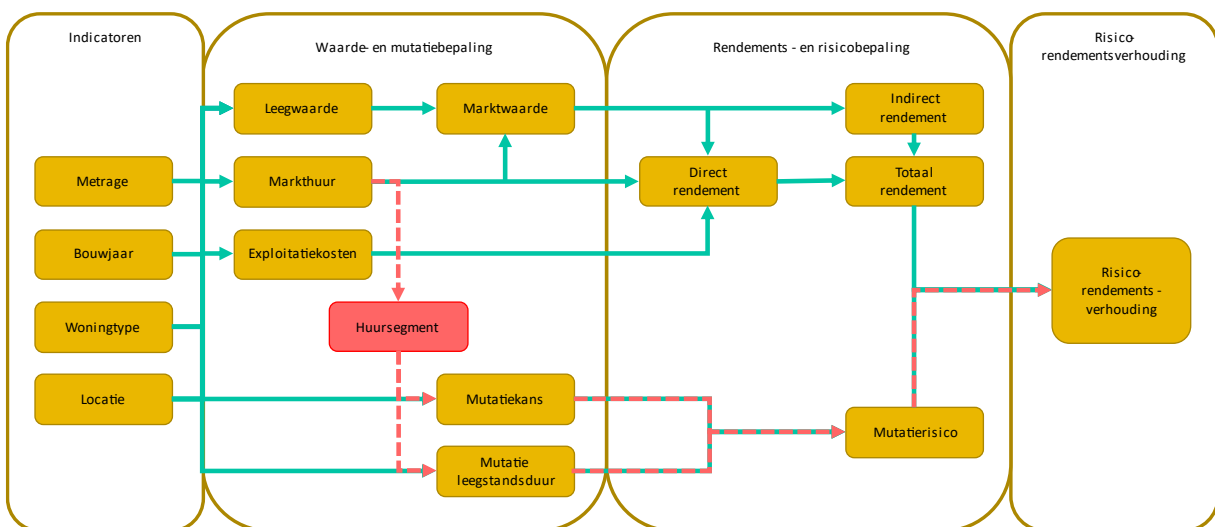 Indicatoren
Waarde- en mutatiebepaling
Rendements - en risicobepaling
Risico-
rendementsverhouding
Leegwaarde
Marktwaarde
Indirect
rendement
Metrage
Markthuur
Direct
rendement
Totaal
rendement
Bouwjaar
Exploitatiekosten
Risico-
rendements -
verhouding
Woningtype
Huursegment
Locatie
Mutatiekans
Mutatierisico
Mutatie
leegstandsduur